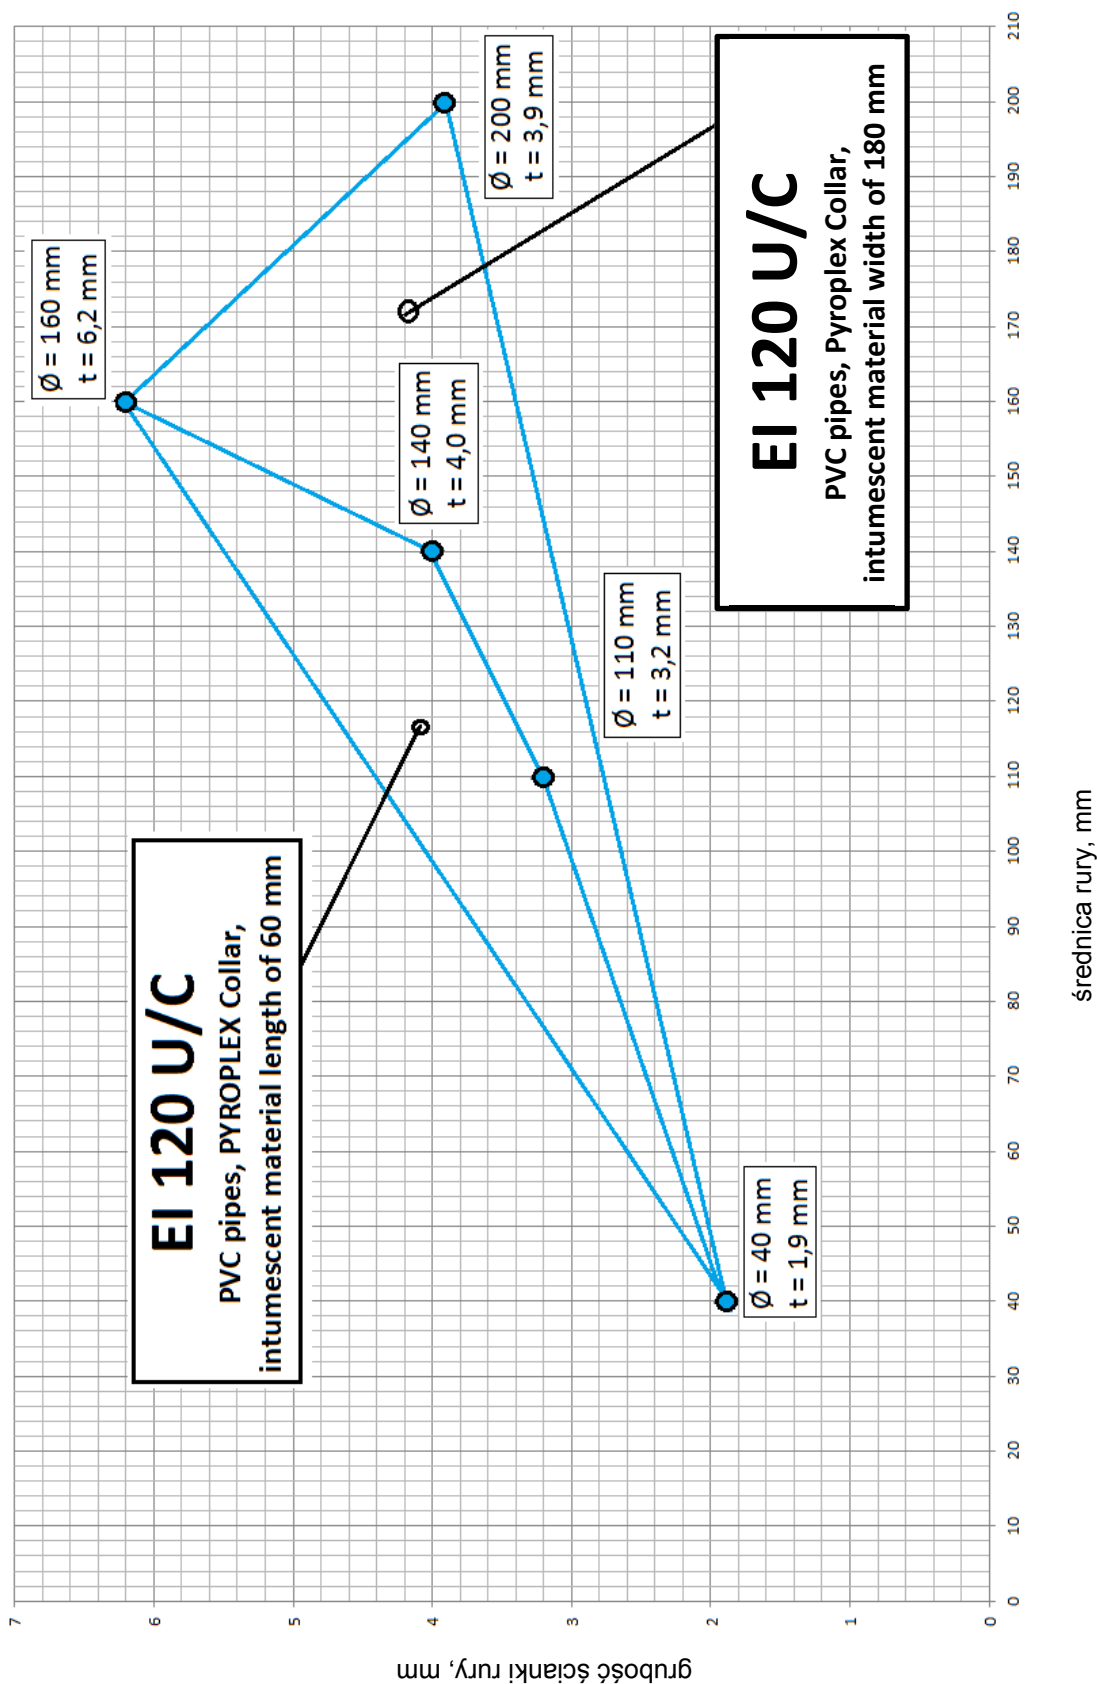 EI 120 U/C
PVC pipes, PYROPLEX Collar,
intumescent material length of 60 mm
Ø = 160 mm
t = 6,2 mm
Ø = 140 mm
t = 4,0 mm
Ø = 200 mm
t = 3,9 mm
Ø = 110 mm
t = 3,2 mm
Ø = 40 mm
t = 1,9 mm
EI 120 U/C
PVC pipes, Pyroplex Collar,
intumescent material width of 180 mm
grubość ścianki rury, mm
7
6
5
4
3
2
1
0
0
10
20
30
40
50
60
70
80
90
100
110
120
130
140
150
160
170
180
190
200
210
średnica rury, mm